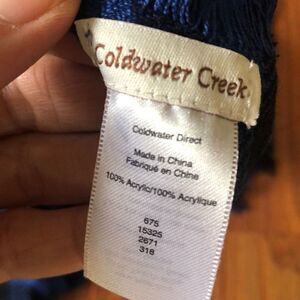 Coldwater Creek
Coldwater Direct
Made in China
Fabriqué en Chine
100% Acrylic/100% Acrylique
675
15325
2671
318